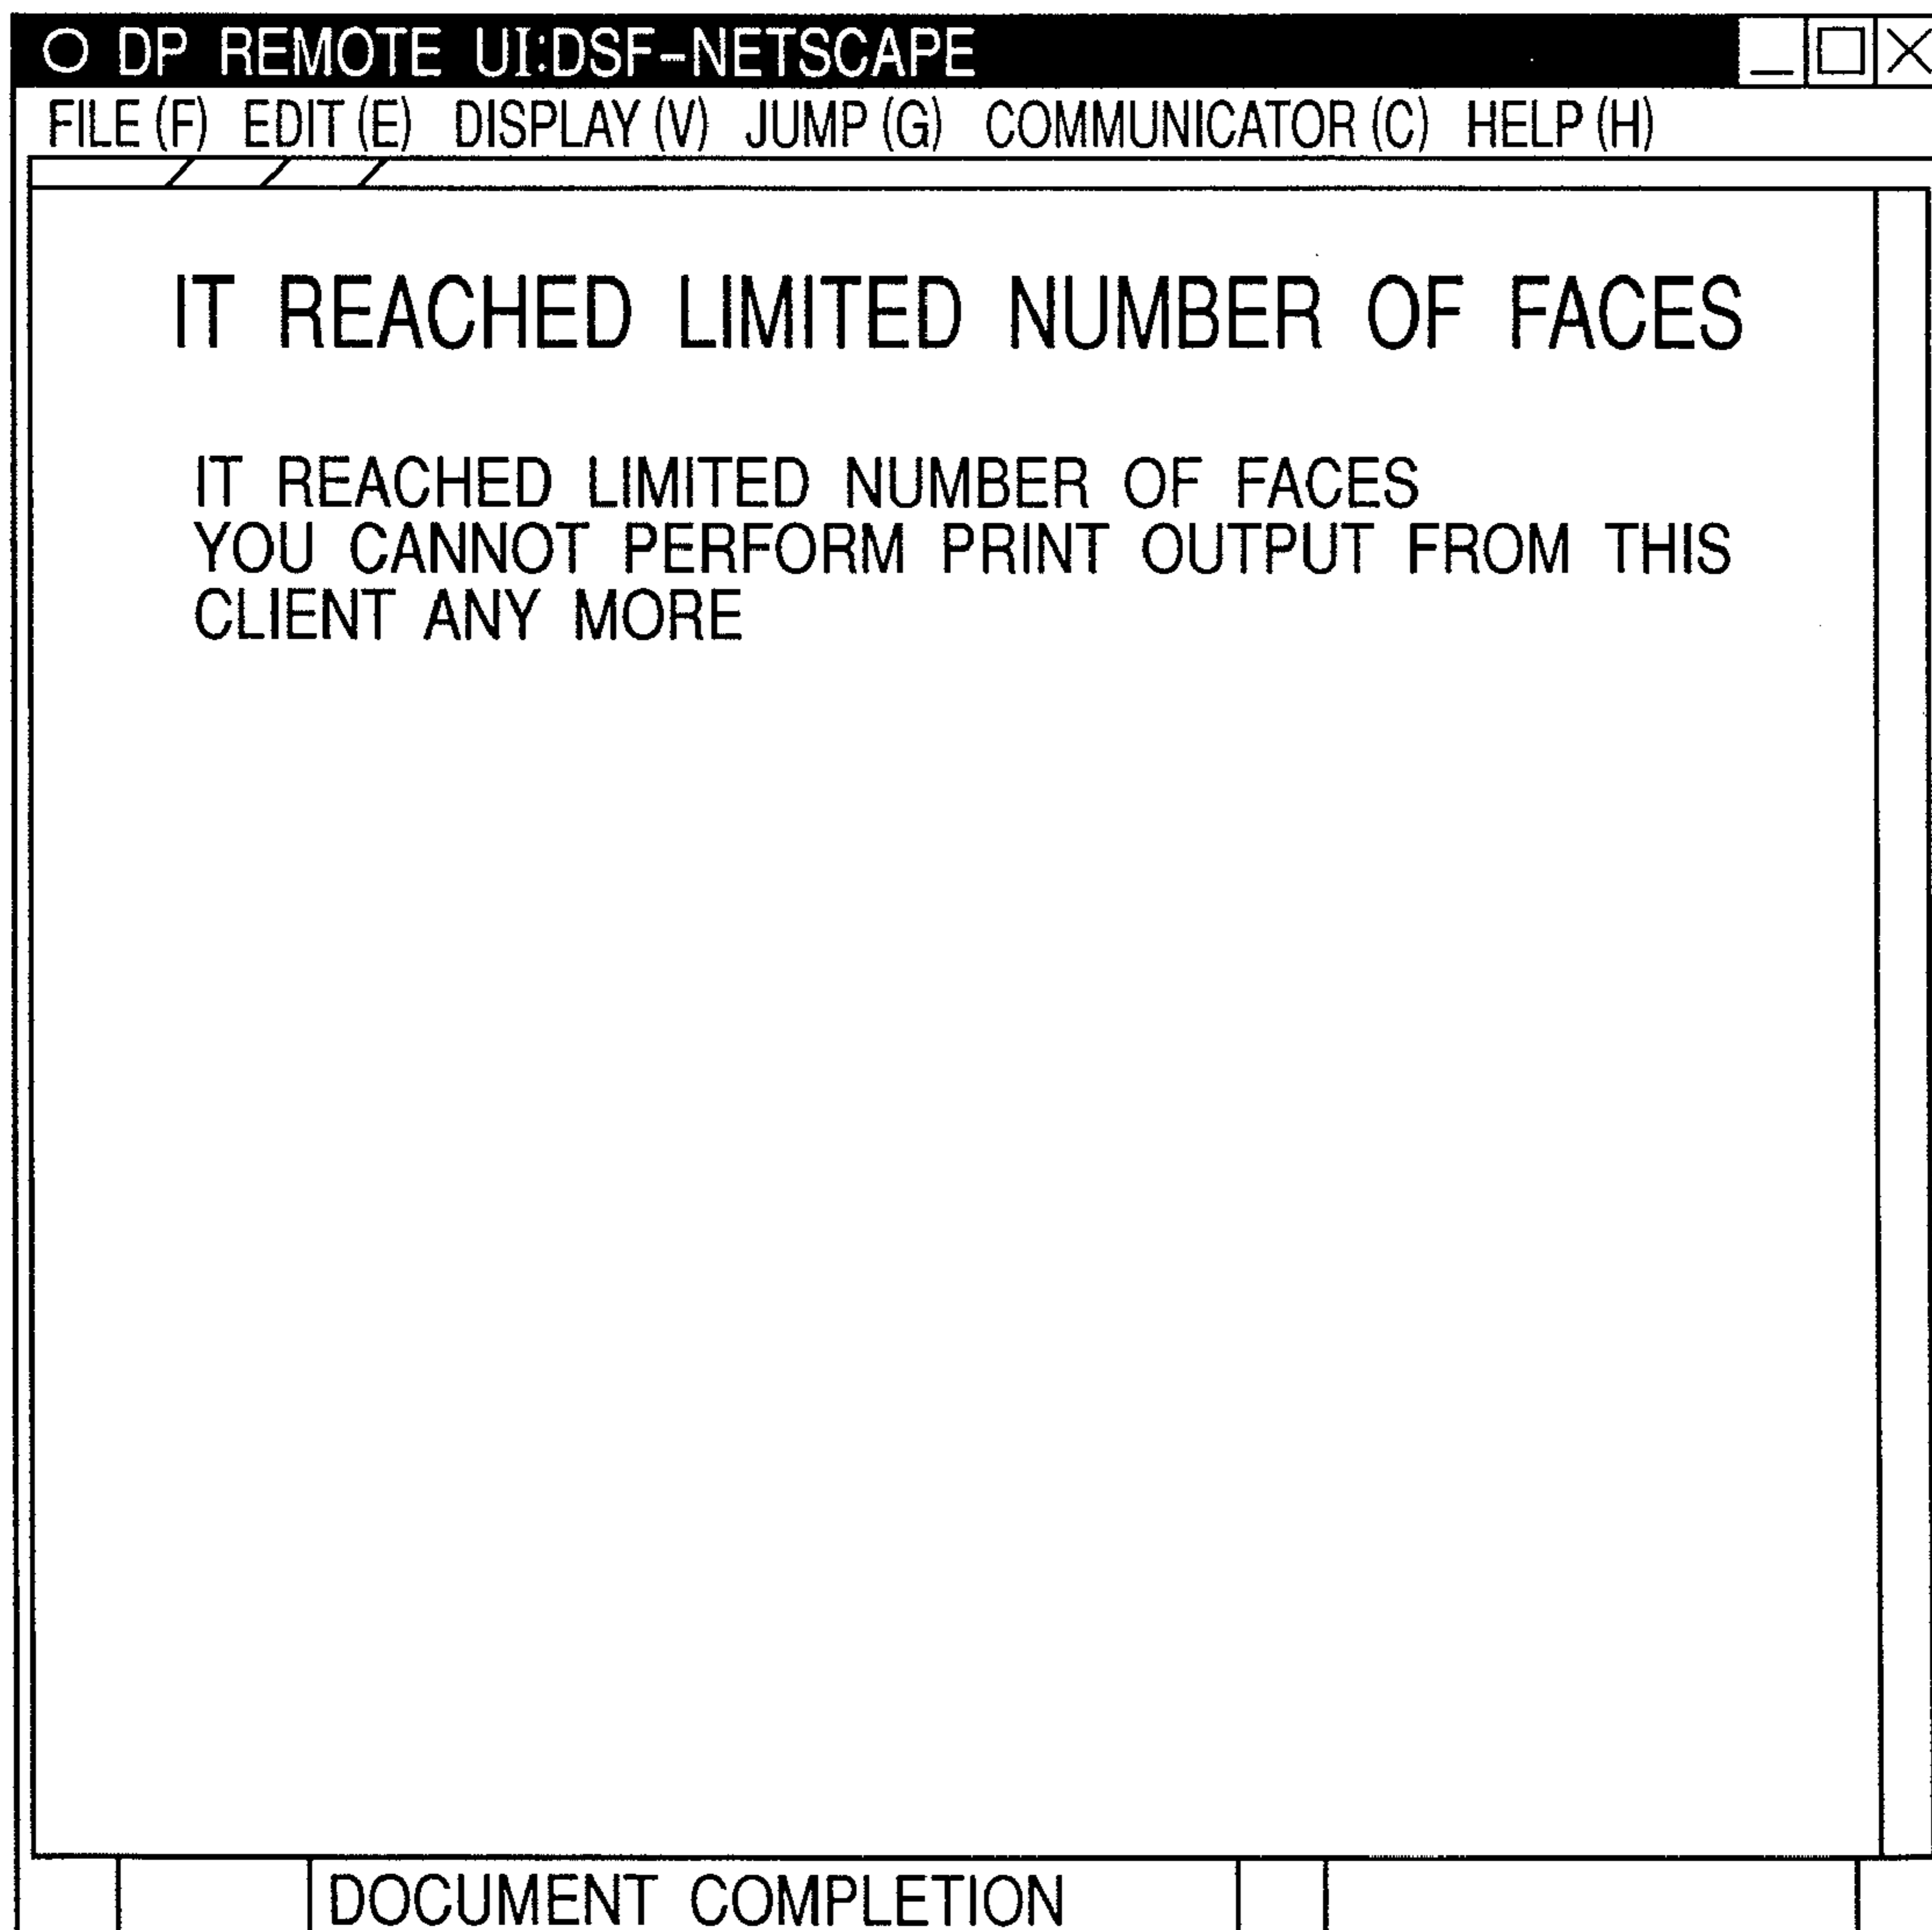 DP REMOTE UI:DSF-NETSCAPE
FILE(F) EDIT(E) DISPLAY(V) JUMP(G) COMMUNICATOR(C) HELP(H)
IT REACHED LIMITED NUMBER OF FACES
IT REACHED LIMITED NUMBER OF FACES
YOU CANNOT PERFORM PRINT OUTPUT FROM THIS
CLIENT ANY MORE
DOCUMENT COMPLETION